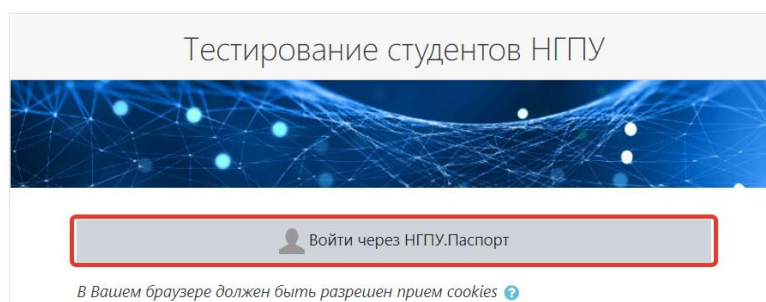 Тестирование студентов НГПУ
Войти через НГПУ.Паспорт
В Вашем браузере должен быть разрешен прием cookies ?